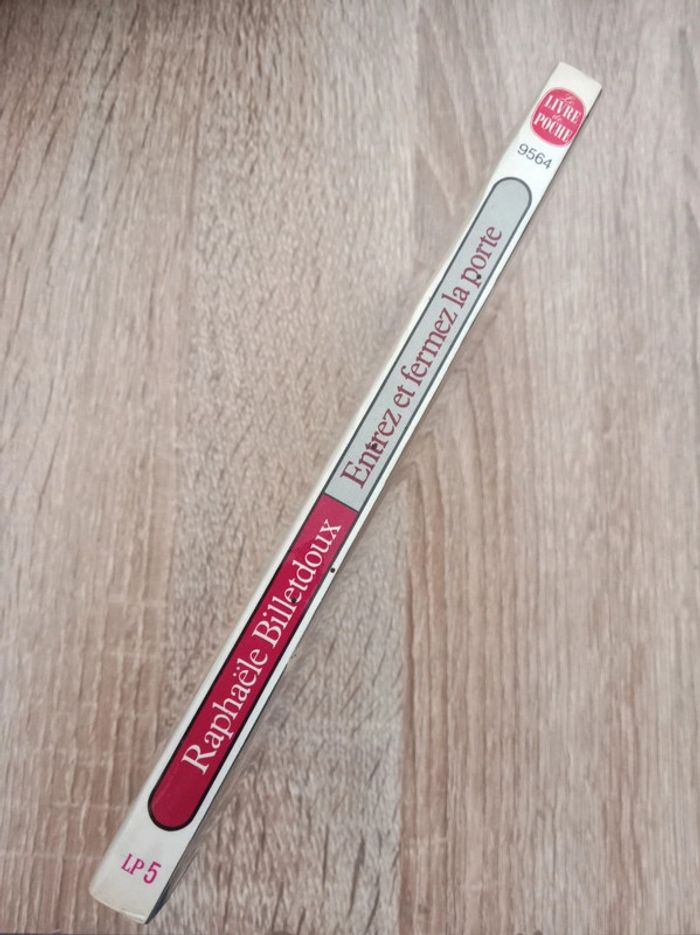 Le
LIVRE
de
POCHE
9564
Raphaële Billetdoux
Entrez et fermez la porte
LP 5